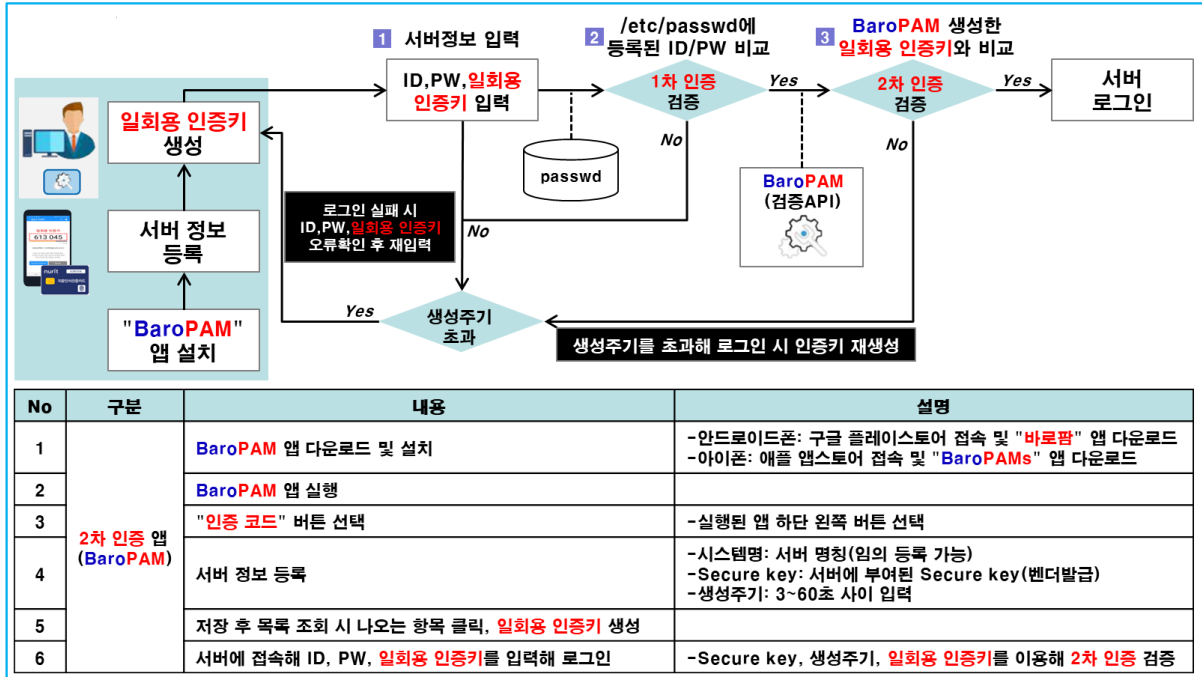 1 서버정보 입력
2 /etc/passwd에
등록된 ID/PW 비교
3 BaroPAM 생성한
일회용 인증키와 비교
일회용 인증키
생성
ID,PW,일회용
인증키 입력
1차 인증
검증
Yes
2차 인증
검증
Yes
서버
로그인
No
No
passwd
BaroPAM
(검증API)
613 045
nurit
서버 정보
등록
로그인 실패 시
ID,PW,일회용 인증키
오류확인 후 재입력
No
"BaroPAM"
앱 설치
Yes
생성주기
초과
생성주기를 초과해 로그인 시 인증키 재생성
No 구분 내용 설명
2차 인증 앱
(BaroPAM)
1 BaroPAM 앱 다운로드 및 설치 -안드로이드폰: 구글 플레이스토어 접속 및 "바로팜" 앱 다운로드
-아이폰: 애플 앱스토어 접속 및 "BaroPAMs" 앱 다운로드
2 BaroPAM 앱 실행
3 "인증 코드" 버튼 선택 -실행된 앱 하단 왼쪽 버튼 선택
4 서버 정보 등록 -시스템명: 서버 명칭(임의 등록 가능)
-Secure key: 서버에 부여된 Secure key(벤더발급)
-생성주기: 3~60초 사이 입력
5 저장 후 목록 조회 시 나오는 항목 클릭, 일회용 인증키 생성
6 서버에 접속해 ID, PW, 일회용 인증키를 입력해 로그인 -Secure key, 생성주기, 일회용 인증키를 이용해 2차 인증 검증